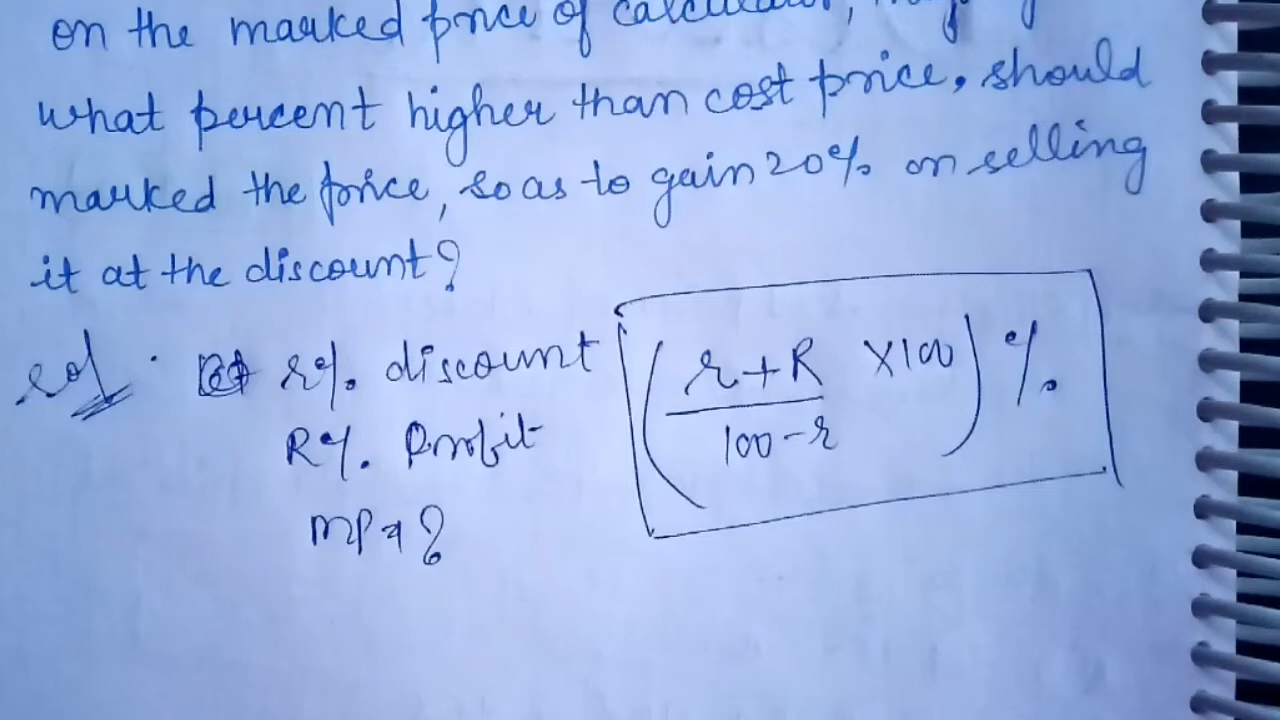 on the marked price of calculator,
what percent higher than cost price, should
marked the price, so as to gain 20% on selling
it at the discount?
sol. r% discount
R% Profit
MP = ?
(r+R / 100-r × 100) %